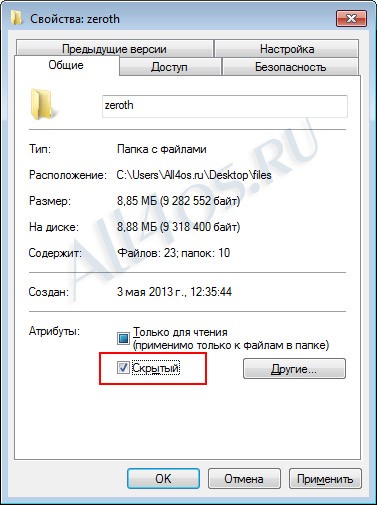 Свойства: zeroth
Предыдущие версии Настройка
Общие Доступ Безопасность
zeroth
Тип: Папка с файлами
Расположение: C:\Users\All4os.ru\Desktop\files
Размер: 8,85 МБ (9 282 552 байт)
На диске: 8,88 МБ (9 318 400 байт)
Содержит: Файлов: 23; папок: 10
Создан: 3 мая 2013 г., 12:35:44
Атрибуты: Только для чтения
(применимо только к файлам в папке)
Скрытый Другие...
OK Отмена Применить
All4OS.RU